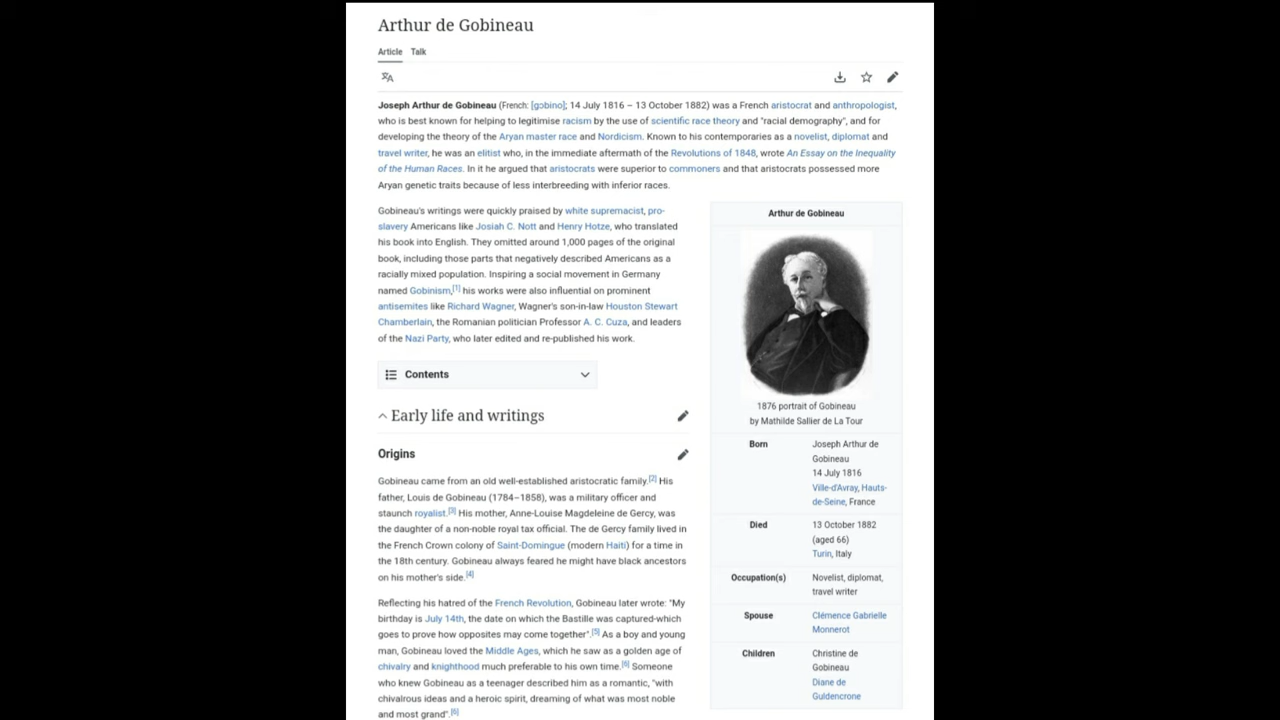 Arthur de Gobineau
Article Talk
Joseph Arthur de Gobineau (French: [ɡɔbino]; 14 July 1816 – 13 October 1882) was a French aristocrat and anthropologist,
who is best known for helping to legitimise racism by the use of scientific race theory and "racial demography", and for
developing the theory of the Aryan master race and Nordicism. Known to his contemporaries as a novelist, diplomat and
travel writer, he was an elitist who, in the immediate aftermath of the Revolutions of 1848, wrote An Essay on the Inequality
of the Human Races. In it he argued that aristocrats were superior to commoners and that aristocrats possessed more
Aryan genetic traits because of less interbreeding with inferior races.
Gobineau's writings were quickly praised by white supremacist, pro-
slavery Americans like Josiah C. Nott and Henry Hotze, who translated
his book into English. They omitted around 1,000 pages of the original
book, including those parts that negatively described Americans as a
racially mixed population. Inspiring a social movement in Germany
named Gobinism,[1] his works were also influential on prominent
antisemites like Richard Wagner, Wagner's son-in-law Houston Stewart
Chamberlain, the Romanian politician Professor A. C. Cuza, and leaders
of the Nazi Party, who later edited and re-published his work.
Contents
Early life and writings
Origins
Gobineau came from an old well-established aristocratic family.[2] His
father, Louis de Gobineau (1784–1858), was a military officer and
staunch royalist.[3] His mother, Anne-Louise Magdeleine de Gercy, was
the daughter of a non-noble royal tax official. The de Gercy family lived in
the French Crown colony of Saint-Domingue (modern Haiti) for a time in
the 18th century. Gobineau always feared he might have black ancestors
on his mother's side.[4]
Reflecting his hatred of the French Revolution, Gobineau later wrote: "My
birthday is July 14th, the date on which the Bastille was captured-which
goes to prove how opposites may come together".[5] As a boy and young
man, Gobineau loved the Middle Ages, which he saw as a golden age of
chivalry and knighthood much preferable to his own time.[6] Someone
who knew Gobineau as a teenager described him as a romantic, "with
chivalrous ideas and a heroic spirit, dreaming of what was most noble
and most grand".[6]
Arthur de Gobineau
1876 portrait of Gobineau
by Mathilde Sallier de La Tour
Born Joseph Arthur de
Gobineau
14 July 1816
Ville-d'Avray, Hauts-
de-Seine, France
Died 13 October 1882
(aged 66)
Turin, Italy
Occupation(s) Novelist, diplomat,
travel writer
Spouse Clémence Gabrielle
Monnerot
Children Christine de
Gobineau
Diane de
Guldencrone